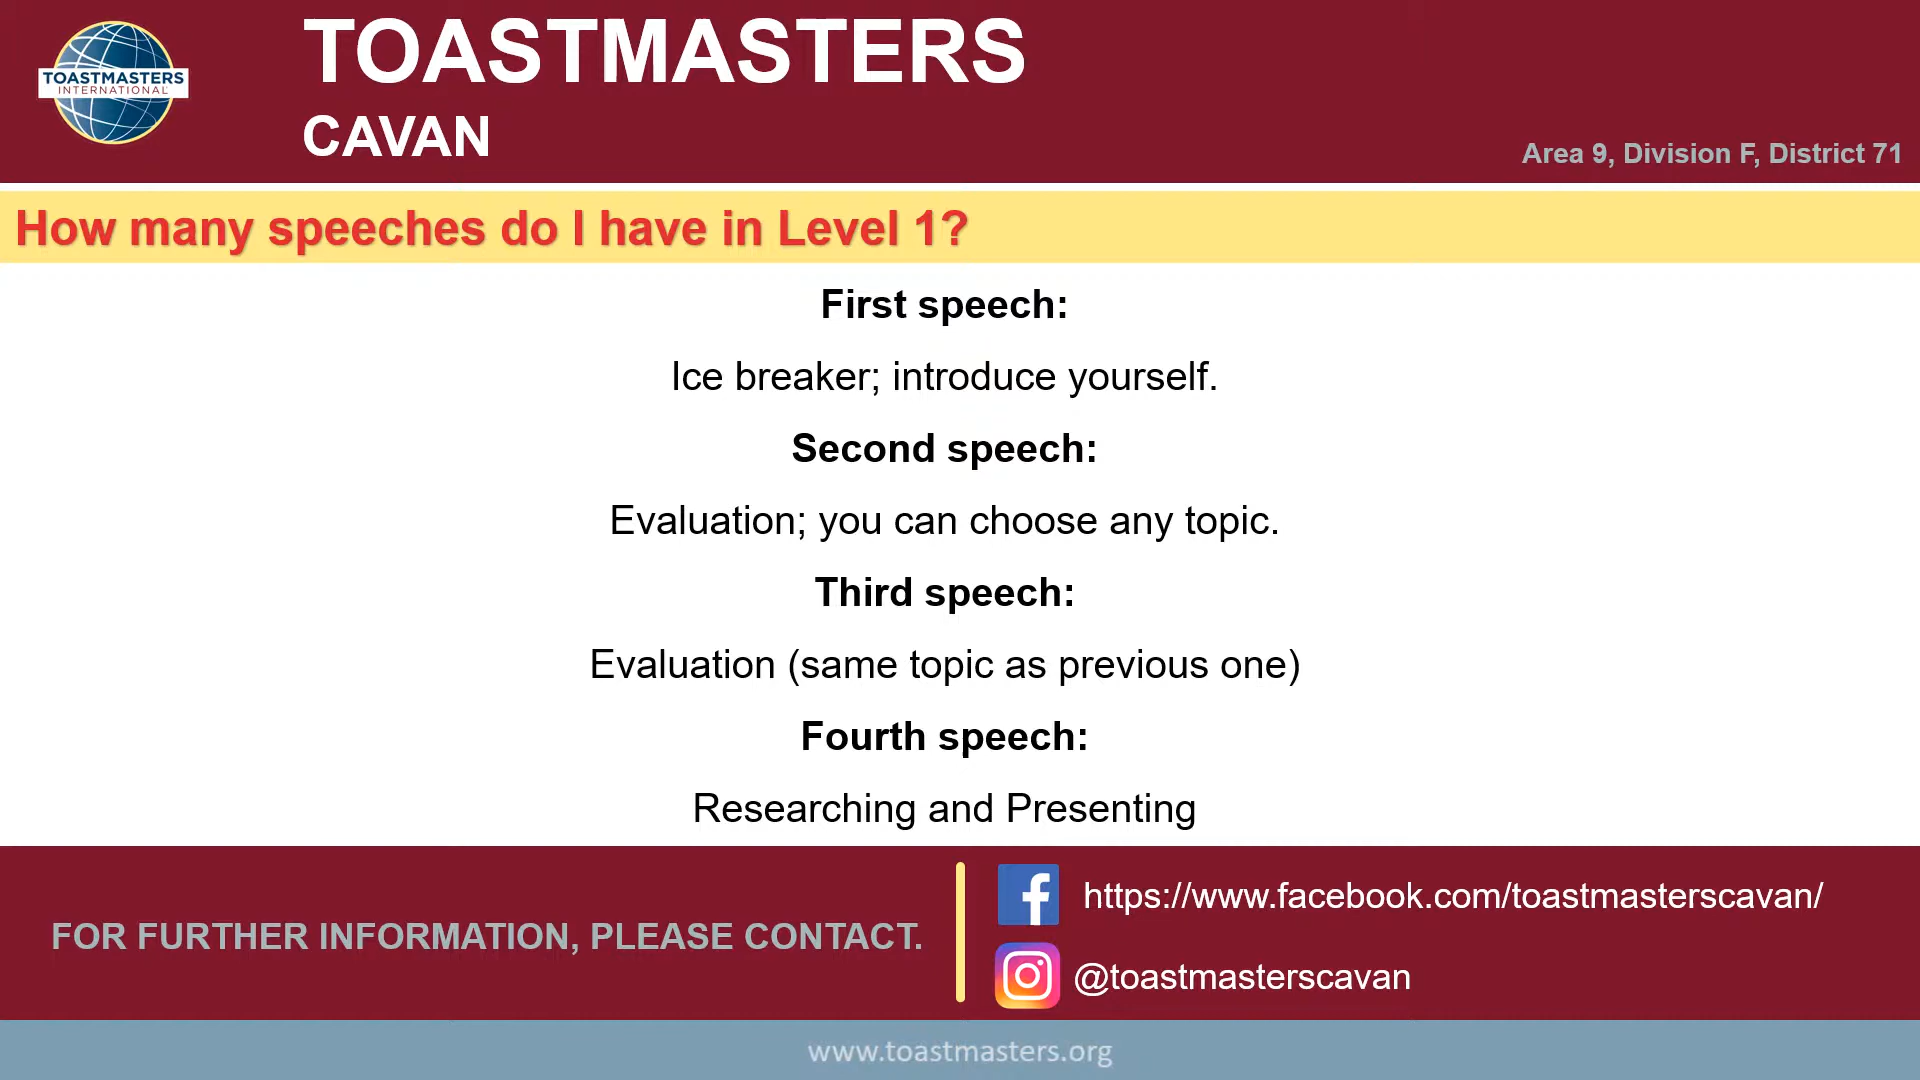 TOASTMASTERS
INTERNATIONAL
TOASTMASTERS
CAVAN
Area 9, Division F, District 71
How many speeches do I have in Level 1?
First speech:
Ice breaker; introduce yourself.
Second speech:
Evaluation; you can choose any topic.
Third speech:
Evaluation (same topic as previous one)
Fourth speech:
Researching and Presenting
FOR FURTHER INFORMATION, PLEASE CONTACT.
https://www.facebook.com/toastmasterscavan/
@toastmasterscavan
www.toastmasters.org